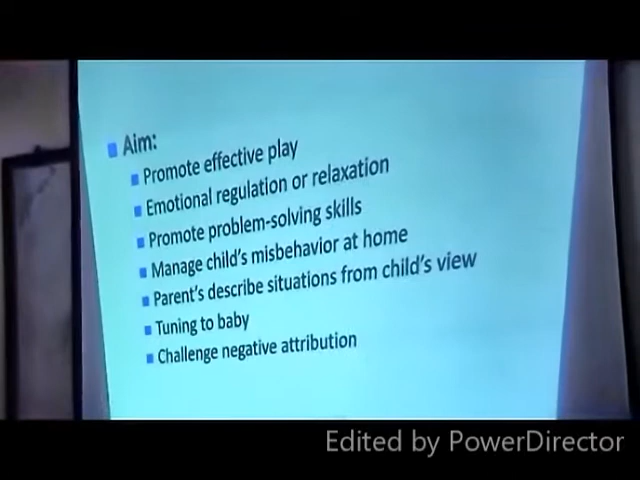 Aim:
Promote effective play
Emotional regulation or relaxation
Promote problem-solving skills
Manage child's misbehavior at home
Parent's describe situations from child's view
Tuning to baby
Challenge negative attribution
Edited by PowerDirector